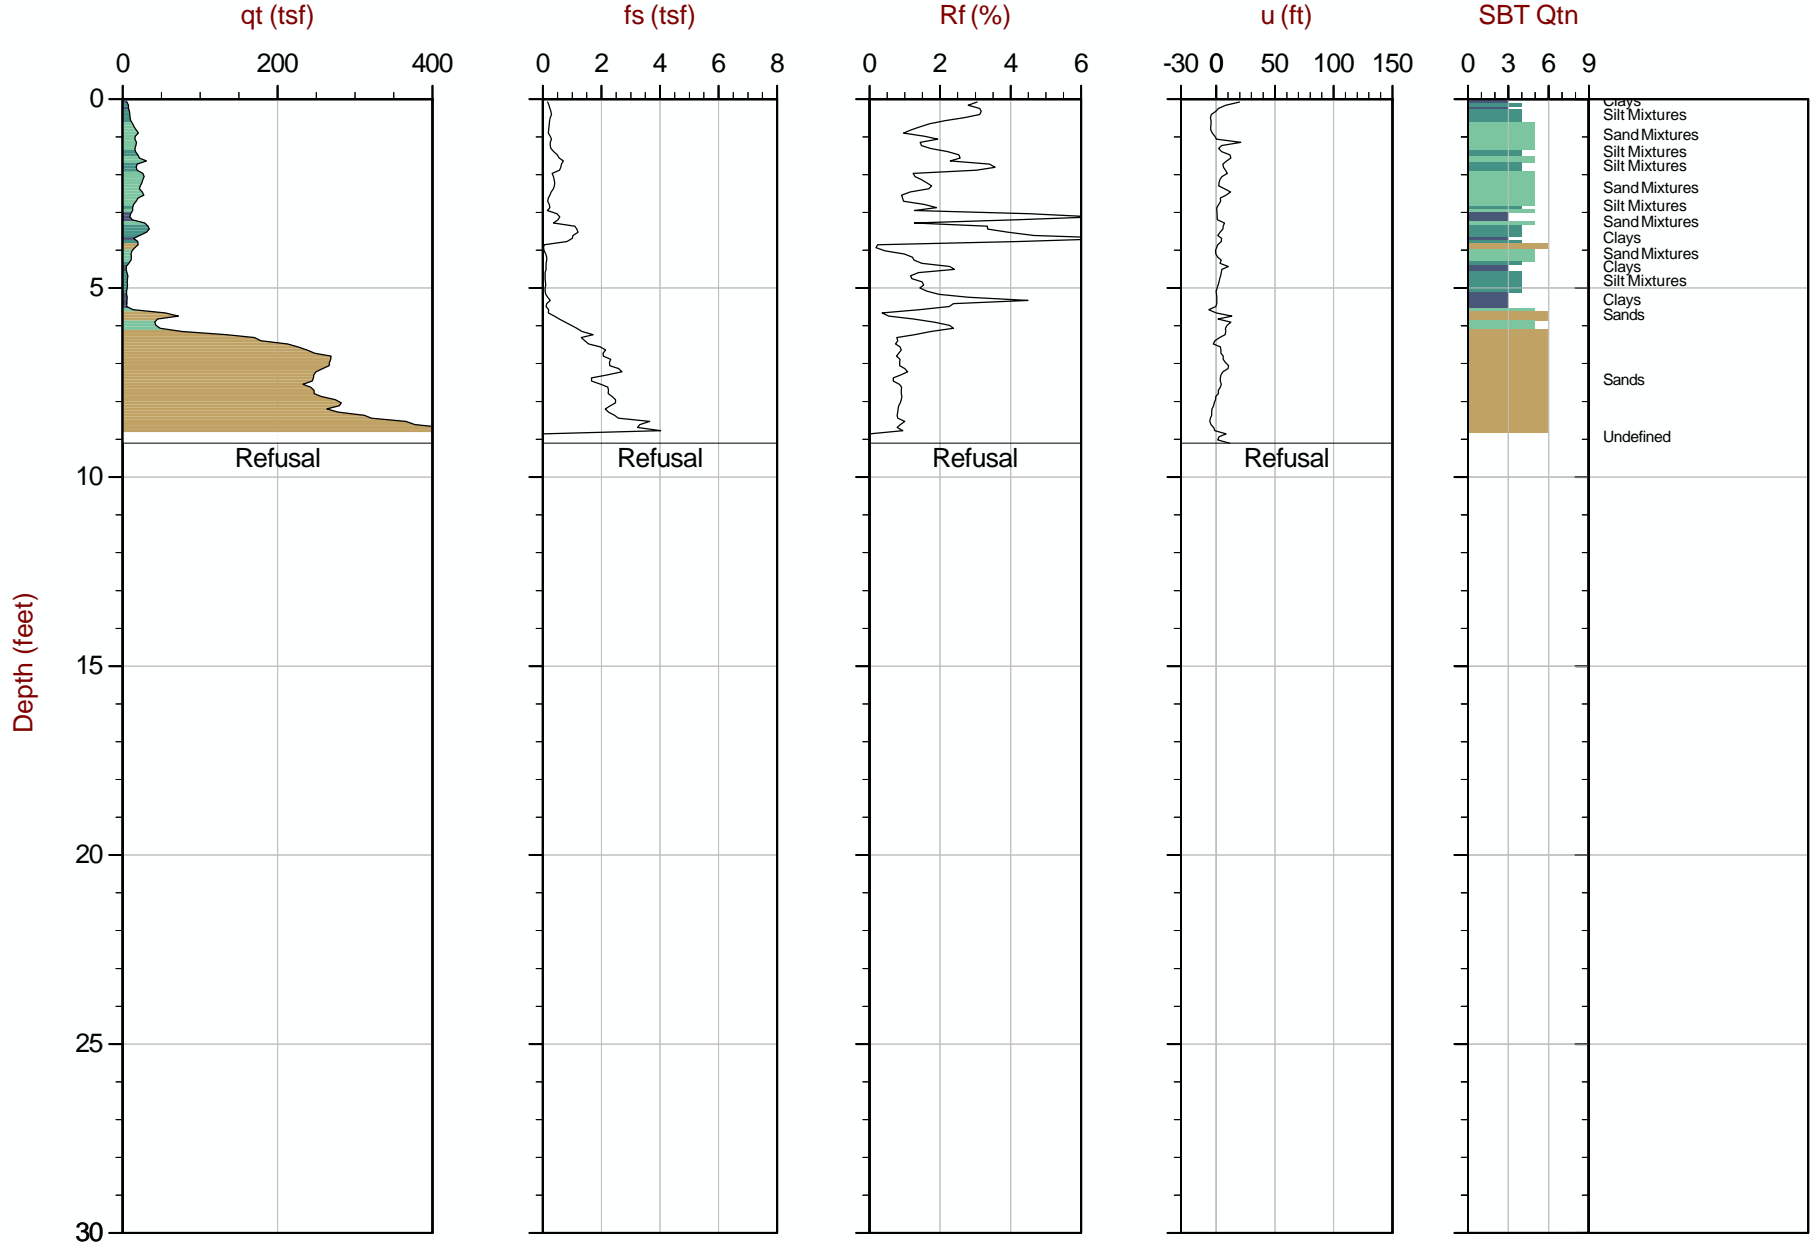 qt (tsf)
fs (tsf)
Rf (%)
u (ft)
SBT Qtn
0 200 400
0 2 4 6 8
0 2 4 6
-30 0 50 100 150
0 3 6 9
0
5
10
15
20
25
30
Depth (feet)
Refusal
Refusal
Refusal
Refusal
Clays
Silt Mixtures
Sand Mixtures
Silt Mixtures
Silt Mixtures
Sand Mixtures
Silt Mixtures
Sand Mixtures
Clays
Sand Mixtures
Clays
Silt Mixtures
Clays
Sands
Sands
Undefined